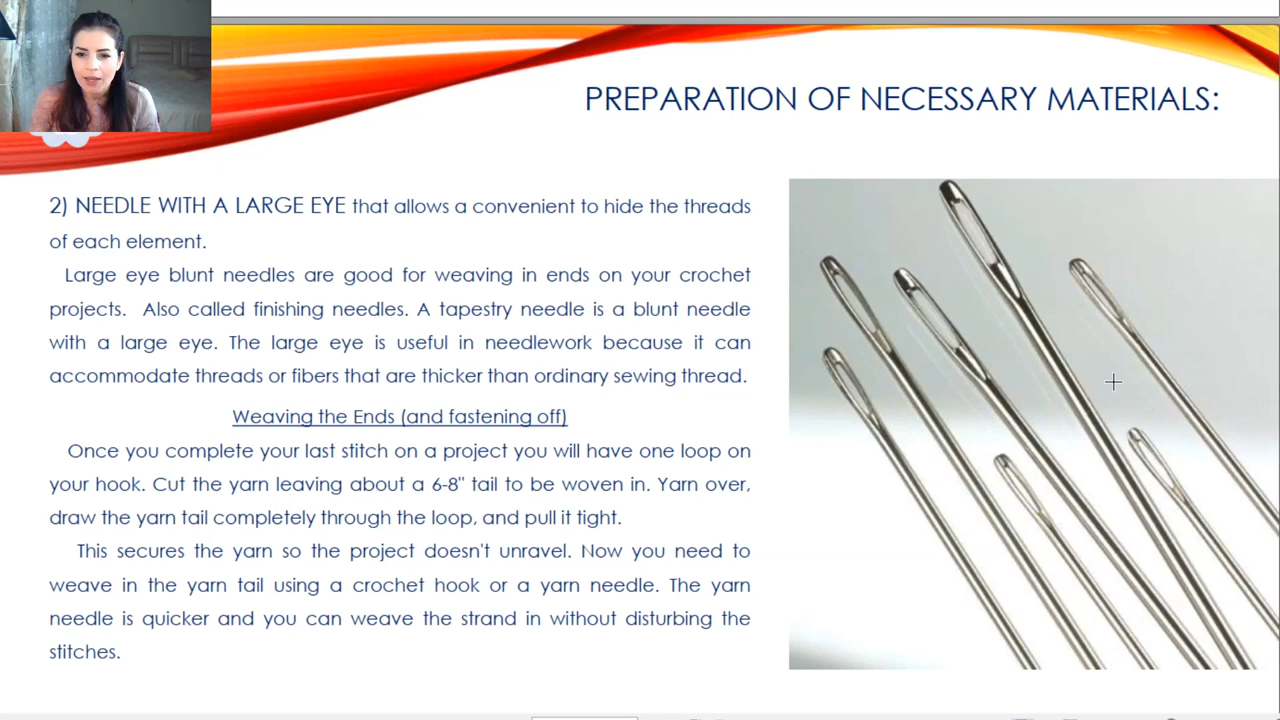 PREPARATION OF NECESSARY MATERIALS:
2) NEEDLE WITH A LARGE EYE that allows a convenient to hide the threads
of each element.
Large eye blunt needles are good for weaving in ends on your crochet
projects. Also called finishing needles. A tapestry needle is a blunt needle
with a large eye. The large eye is useful in needlework because it can
accommodate threads or fibers that are thicker than ordinary sewing thread.
Weaving the Ends (and fastening off)
Once you complete your last stitch on a project you will have one loop on
your hook. Cut the yarn leaving about a 6-8" tail to be woven in. Yarn over,
draw the yarn tail completely through the loop, and pull it tight.
This secures the yarn so the project doesn't unravel. Now you need to
weave in the yarn tail using a crochet hook or a yarn needle. The yarn
needle is quicker and you can weave the strand in without disturbing the
stitches.